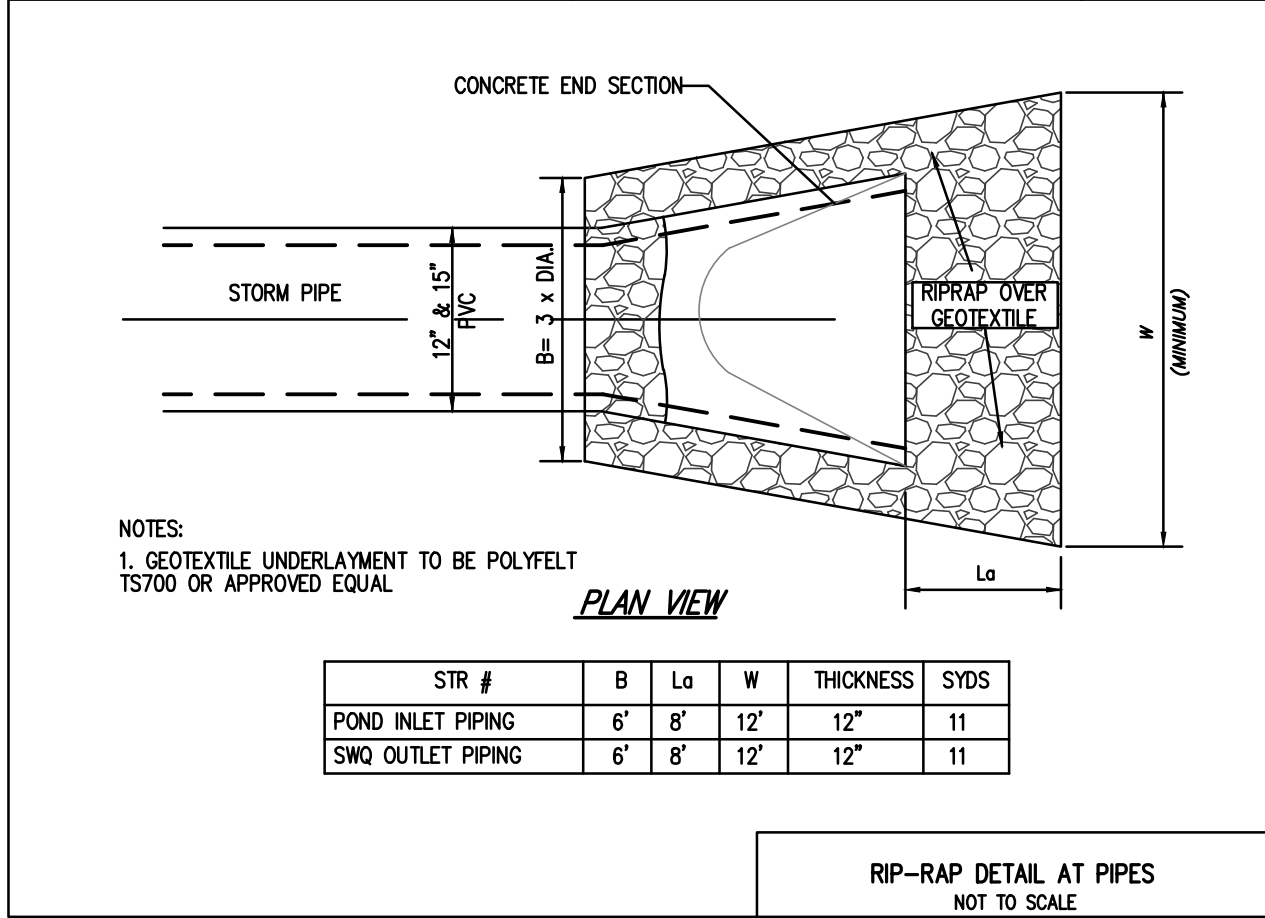 CONCRETE END SECTION
STORM PIPE
12" & 15"
PVC
B= 3 x DIA.
RIPRAP OVER
GEOTEXTILE
W
(MINIMUM)
La
NOTES:
1. GEOTEXTILE UNDERLAYMENT TO BE POLYFELT
TS700 OR APPROVED EQUAL
PLAN VIEW
STR # B La W THICKNESS SYDS
POND INLET PIPING 6' 8' 12' 12" 11
SWQ OUTLET PIPING 6' 8' 12' 12" 11
RIP-RAP DETAIL AT PIPES
NOT TO SCALE